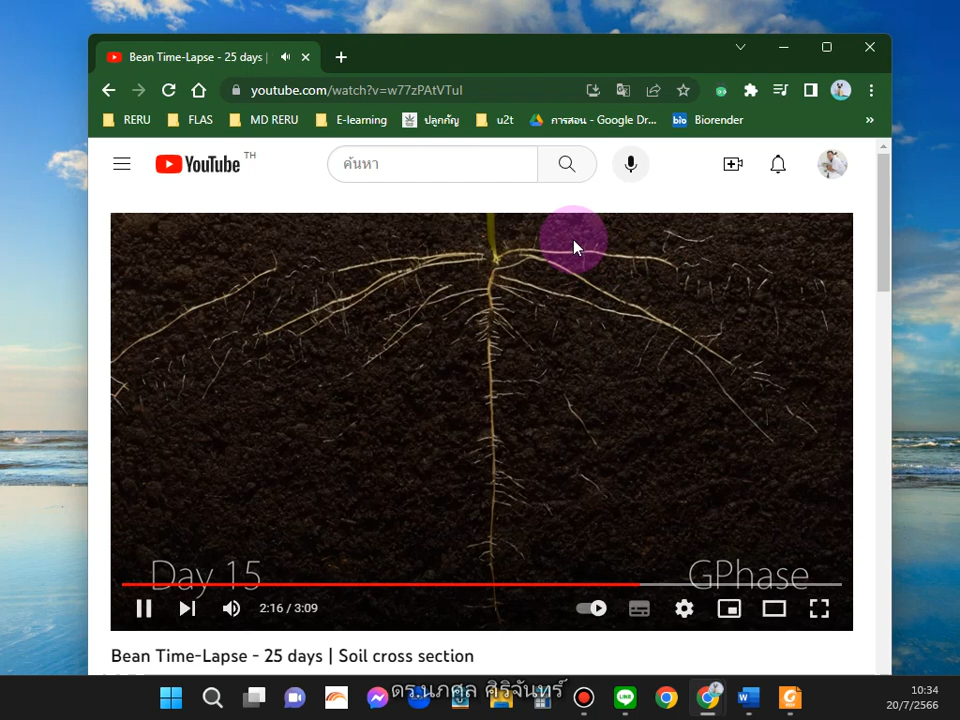 Bean Time-Lapse - 25 days |
youtube.com/watch?v=w77zPAtVTuI
RERU FLAS MD RERU E-learning ปลูกกัญ u2t การสอน - Google Dr... bio Biorender »
YouTube TH ค้นหา
Day 15 GPhase
2:16 / 3:09
Bean Time-Lapse - 25 days | Soil cross section
ดร.นภศูล ศิริจันทร์
10:34
20/7/2566